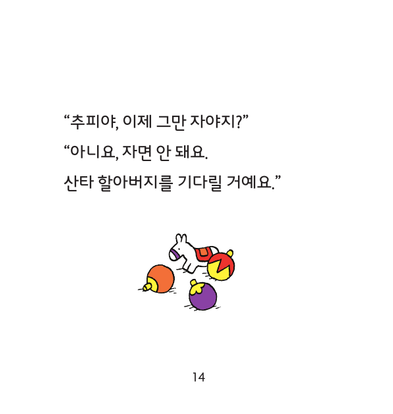 “추피야, 이제 그만 자야지?”
“아니요, 자면 안 돼요.
산타 할아버지를 기다릴 거예요.”
14